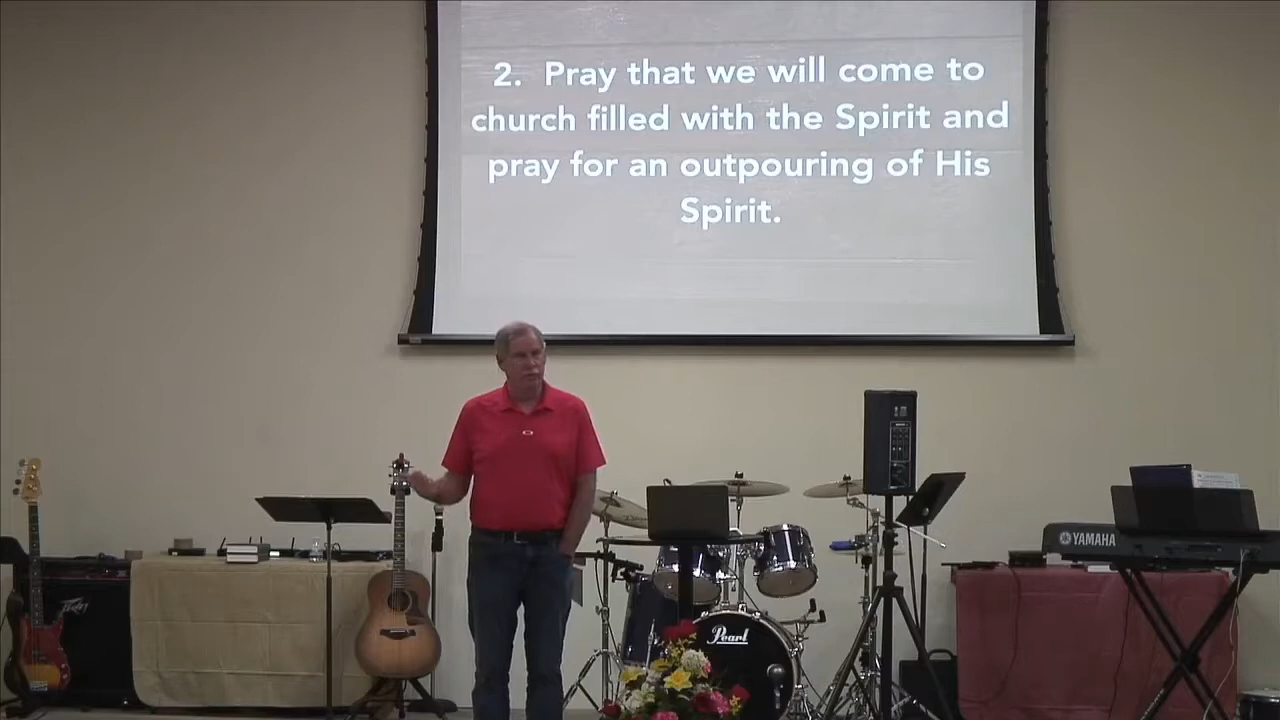 2. Pray that we will come to
church filled with the Spirit and
pray for an outpouring of His
Spirit.
YAMAHA
Peavey
Pearl